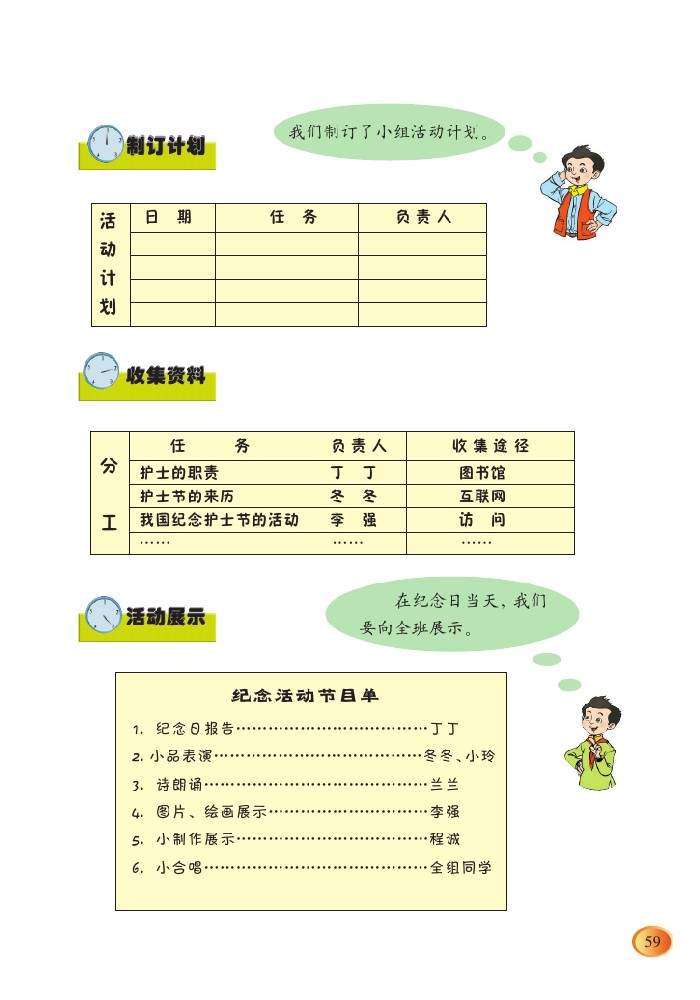 制订计划
我们制订了小组活动计划。
活动计划
日 期 任 务 负责人
收集资料
分工
任 务 负责人 收集途径
护士的职责 丁 丁 图书馆
护士节的来历 冬 冬 互联网
我国纪念护士节的活动 李 强 访 问
…… …… ……
活动展示
在纪念日当天，我们
要向全班展示。
纪念活动节目单
1. 纪念日报告………………………………丁丁
2. 小品表演…………………………………冬冬、小玲
3. 诗朗诵……………………………………兰兰
4. 图片、绘画展示…………………………李强
5. 小制作展示………………………………程诚
6. 小合唱……………………………………全组同学
59